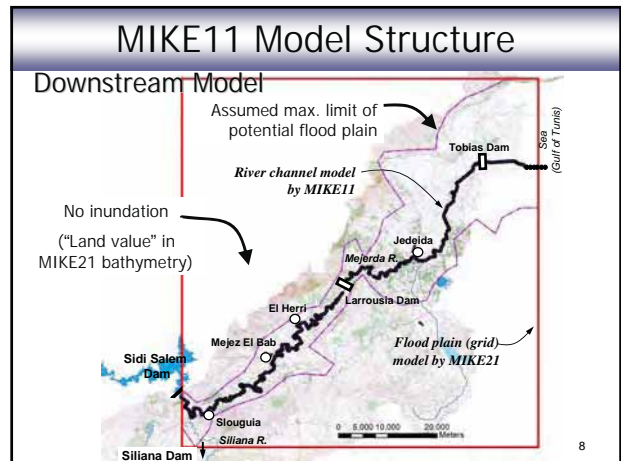 MIKE11 Model Structure
Downstream Model
Assumed max. limit of
potential flood plain
Tobias Dam
Sea
(Gulf of Tunis)
River channel model
by MIKE11
No inundation
("Land value" in
MIKE21 bathymetry)
Jedeida
Mejerda R.
Larrousia Dam
El Herri
Mejez El Bab
Flood plain (grid)
model by MIKE21
Sidi Salem
Dam
Slouguia
Siliana R.
Siliana Dam
0 5,000 10,000 20,000
Meters
8